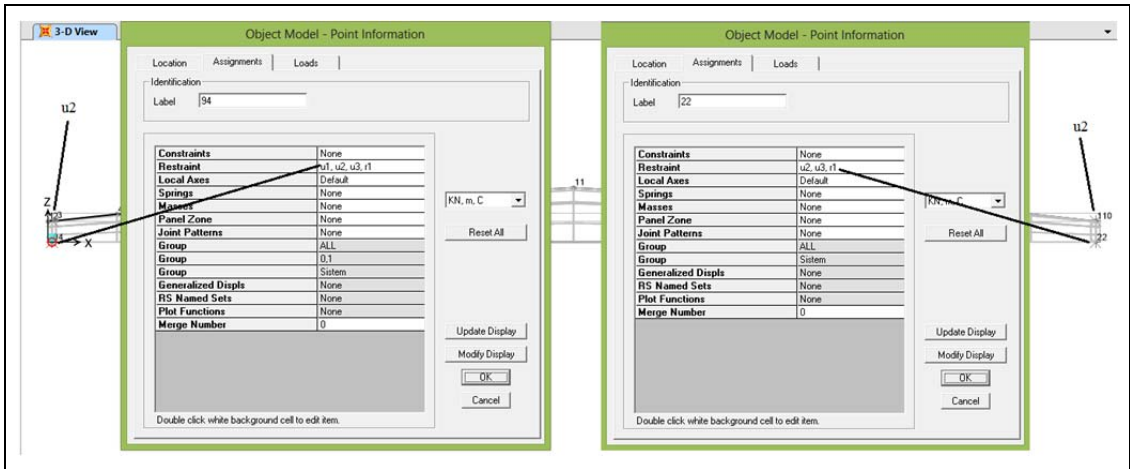 3-D View
Object Model - Point Information
Location Assignments Loads
Identification
Label 94
Constraints None
Restraint u1, u2, u3, r1
Local Axes Default
Springs None
Masses None
Panel Zone None
Joint Patterns None
Group ALL
Group 0,1
Group Sistem
Generalized Displs None
RS Named Sets None
Plot Functions None
Merge Number 0
KN, m, C
Reset All
Update Display
Modify Display
OK
Cancel
Double click white background cell to edit item.
u2
Z
X
11
Object Model - Point Information
Location Assignments Loads
Identification
Label 22
Constraints None
Restraint u2, u3, r1
Local Axes Default
Springs None
Masses None
Panel Zone None
Joint Patterns None
Group ALL
Group Sistem
Generalized Displs None
RS Named Sets None
Plot Functions None
Merge Number 0
KN, m, C
Reset All
Update Display
Modify Display
OK
Cancel
Double click white background cell to edit item.
u2
110
22